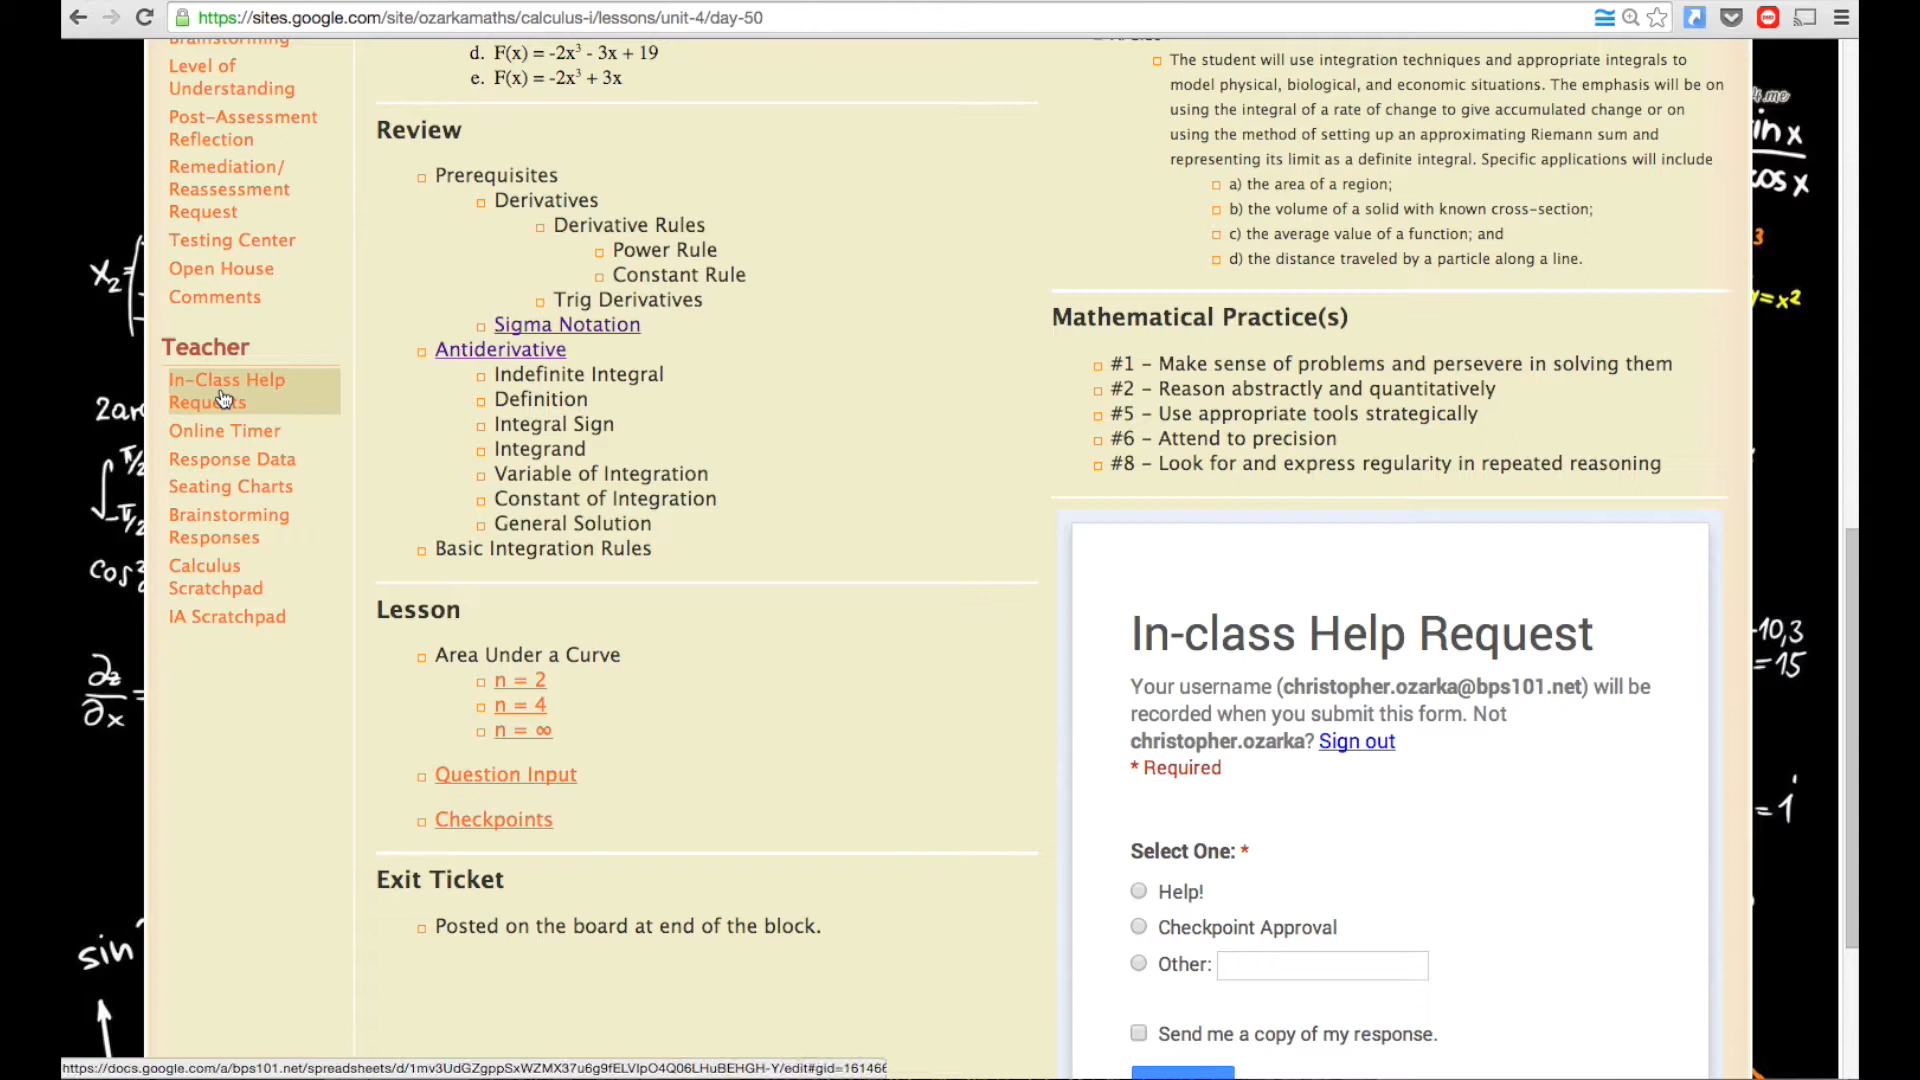 https://sites.google.com/site/ozarkamaths/calculus-i/lessons/unit-4/day-50
Brainstorming
Level of
Understanding
Post-Assessment
Reflection
Remediation/
Reassessment
Request
Testing Center
Open House
Comments
Teacher
In-Class Help
Requests
Online Timer
Response Data
Seating Charts
Brainstorming
Responses
Calculus
Scratchpad
IA Scratchpad
d. F(x) = -2x³ - 3x + 19
e. F(x) = -2x³ + 3x
Review
Prerequisites
Derivatives
Derivative Rules
Power Rule
Constant Rule
Trig Derivatives
Sigma Notation
Antiderivative
Indefinite Integral
Definition
Integral Sign
Integrand
Variable of Integration
Constant of Integration
General Solution
Basic Integration Rules
Lesson
Area Under a Curve
n = 2
n = 4
n = ∞
Question Input
Checkpoints
Exit Ticket
Posted on the board at end of the block.
The student will use integration techniques and appropriate integrals to
model physical, biological, and economic situations. The emphasis will be on
using the integral of a rate of change to give accumulated change or on
using the method of setting up an approximating Riemann sum and
representing its limit as a definite integral. Specific applications will include
a) the area of a region;
b) the volume of a solid with known cross-section;
c) the average value of a function; and
d) the distance traveled by a particle along a line.
Mathematical Practice(s)
#1 - Make sense of problems and persevere in solving them
#2 - Reason abstractly and quantitatively
#5 - Use appropriate tools strategically
#6 - Attend to precision
#8 - Look for and express regularity in repeated reasoning
In-class Help Request
Your username (christopher.ozarka@bps101.net) will be
recorded when you submit this form. Not
christopher.ozarka? Sign out
* Required
Select One: *
Help!
Checkpoint Approval
Other:
Send me a copy of my response.
x₂=
∂z
∂x =
sin
cos x
y=x²
-10,3
=15
=1